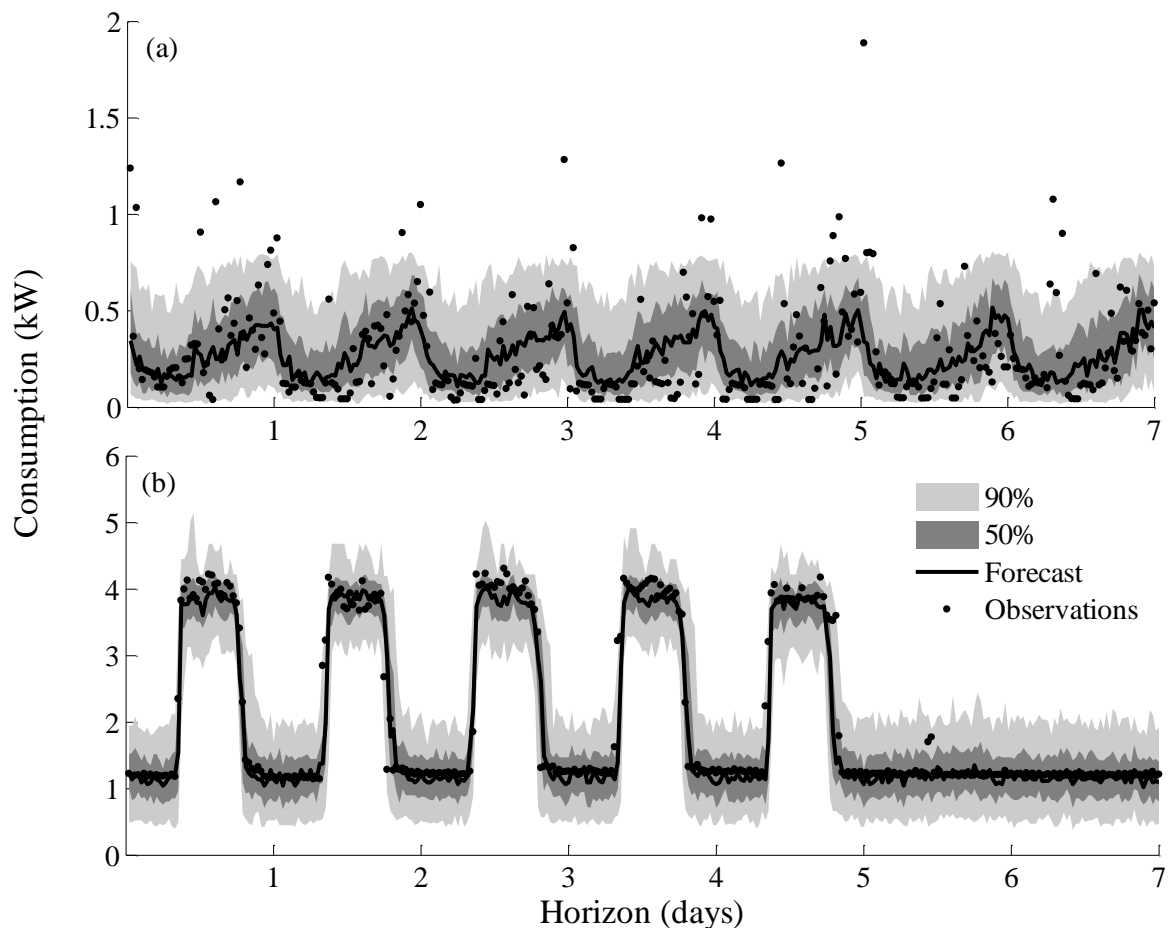 2
(a)
1.5
1
0.5
0
1 2 3 4 5 6 7
Consumption (kW)
6
(b)
5
4
3
2
1
0
90%
50%
Forecast
Observations
1 2 3 4 5 6 7
Horizon (days)